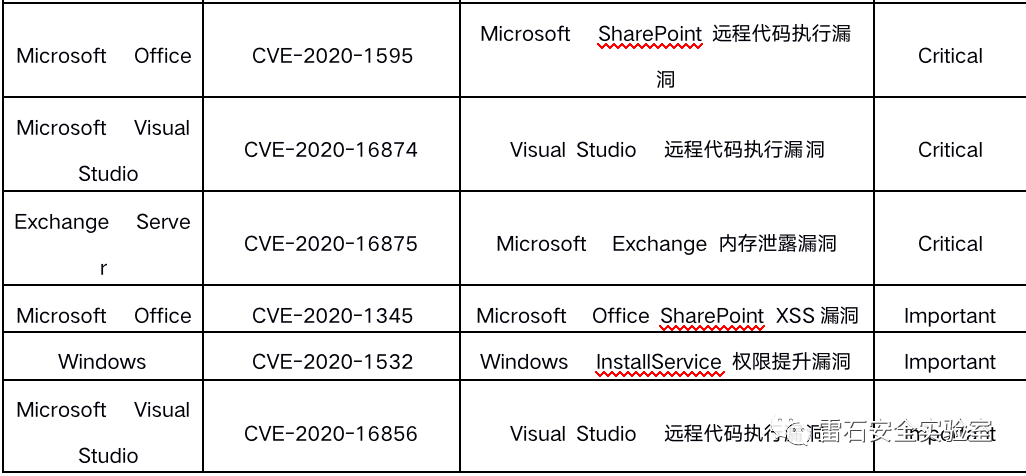 Microsoft Office CVE-2020-1595 Microsoft SharePoint 远程代码执行漏
洞 Critical
Microsoft Visual
Studio CVE-2020-16874 Visual Studio 远程代码执行漏洞 Critical
Exchange Serve
r CVE-2020-16875 Microsoft Exchange 内存泄露漏洞 Critical
Microsoft Office CVE-2020-1345 Microsoft Office SharePoint XSS 漏洞 Important
Windows CVE-2020-1532 Windows InstallService 权限提升漏洞 Important
Microsoft Visual
Studio CVE-2020-16856 Visual Studio 远程代码执行漏洞 Important
雷石安全实验室